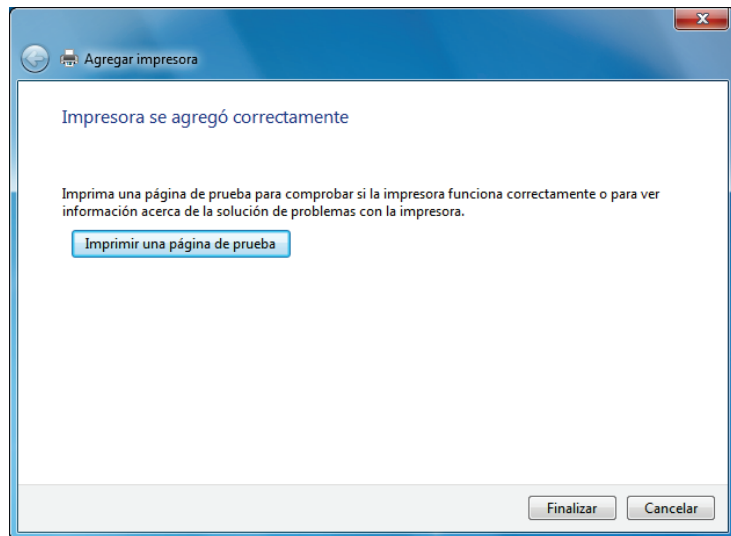 Agregar impresora
Impresora se agregó correctamente
Imprima una página de prueba para comprobar si la impresora funciona correctamente o para ver
información acerca de la solución de problemas con la impresora.
Imprimir una página de prueba
Finalizar
Cancelar